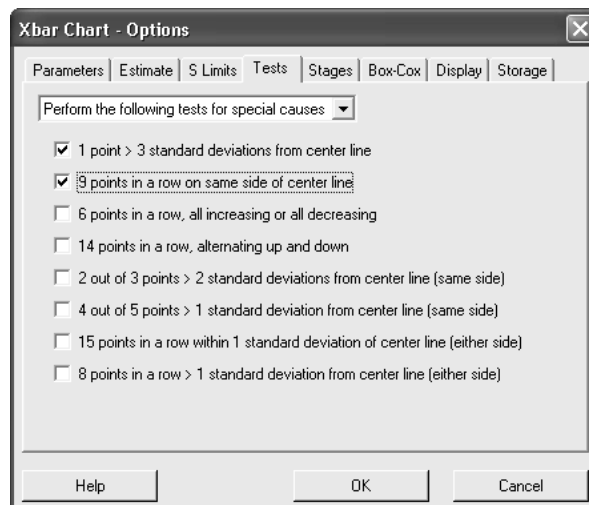 Xbar Chart - Options
Parameters Estimate S Limits Tests Stages Box-Cox Display Storage
Perform the following tests for special causes
1 point > 3 standard deviations from center line
9 points in a row on same side of center line
6 points in a row, all increasing or all decreasing
14 points in a row, alternating up and down
2 out of 3 points > 2 standard deviations from center line (same side)
4 out of 5 points > 1 standard deviation from center line (same side)
15 points in a row within 1 standard deviation of center line (either side)
8 points in a row > 1 standard deviation from center line (either side)
Help OK Cancel